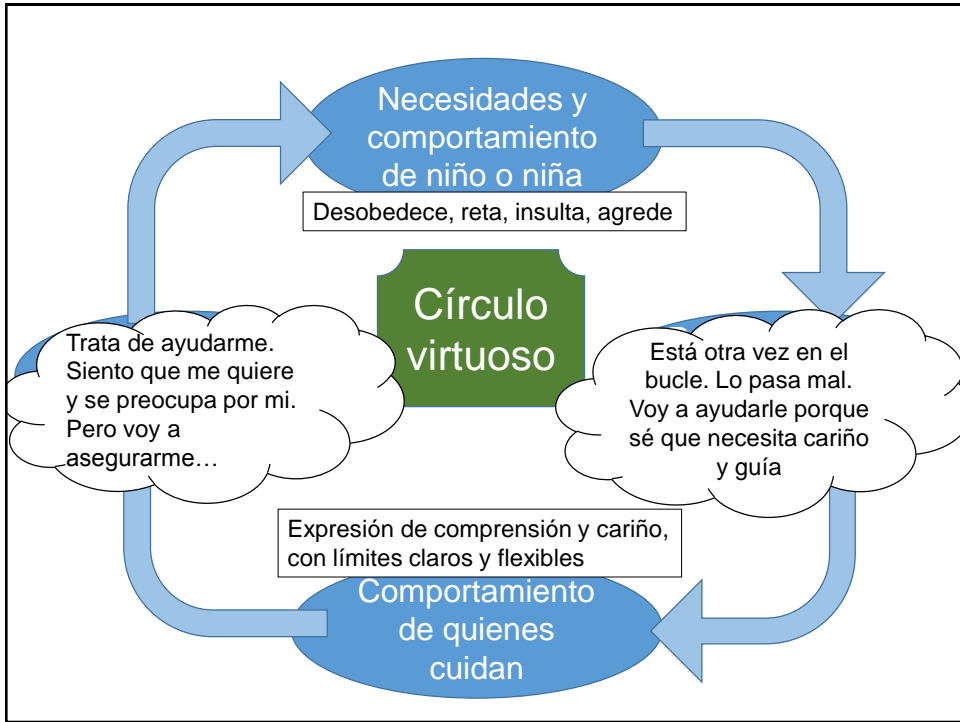 Necesidades y
comportamiento
de niño o niña
Desobedece, reta, insulta, agrede
Círculo
virtuoso
Trata de ayudarme.
Siento que me quiere
y se preocupa por mi.
Pero voy a
asegurarme…
Está otra vez en el
bucle. Lo pasa mal.
Voy a ayudarle porque
sé que necesita cariño
y guía
Expresión de comprensión y cariño,
con límites claros y flexibles
Comportamiento
de quienes
cuidan